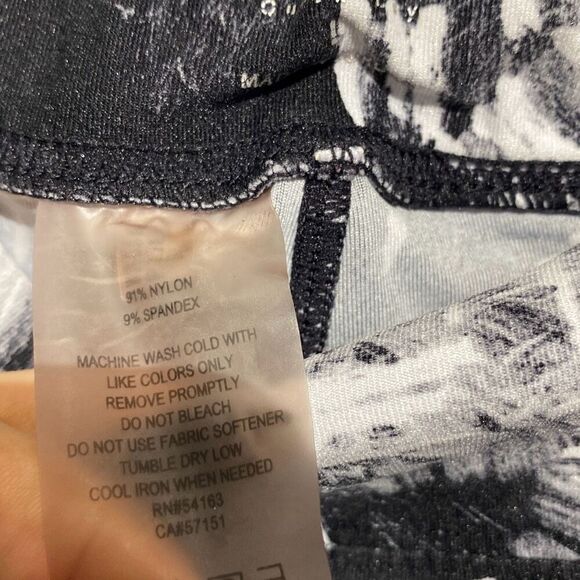 91% NYLON
9% SPANDEX
MACHINE WASH COLD WITH
LIKE COLORS ONLY
REMOVE PROMPTLY
DO NOT BLEACH
DO NOT USE FABRIC SOFTENER
TUMBLE DRY LOW
COOL IRON WHEN NEEDED
RN#54163
CA#57151